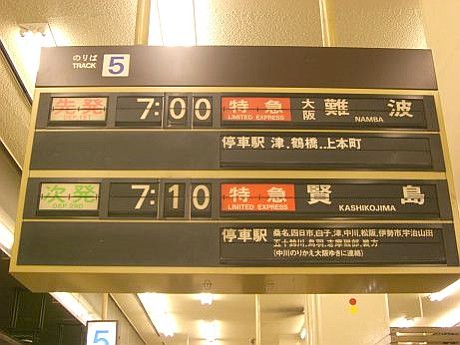 のりば
TRACK 5
先発 7:00 特急 大阪難波
LIMITED EXPRESS NAMBA
停車駅 津、鶴橋、上本町
次発 7:10 特急 賢島
DEP. 2ND LIMITED EXPRESS KASHIKOJIMA
停車駅 桑名、四日市、白子、津、中川、松阪、伊勢市、宇治山田
五十鈴川、鳥羽、志摩磯部、鵜方
(中川のりかえ大阪ゆきに連絡)
5